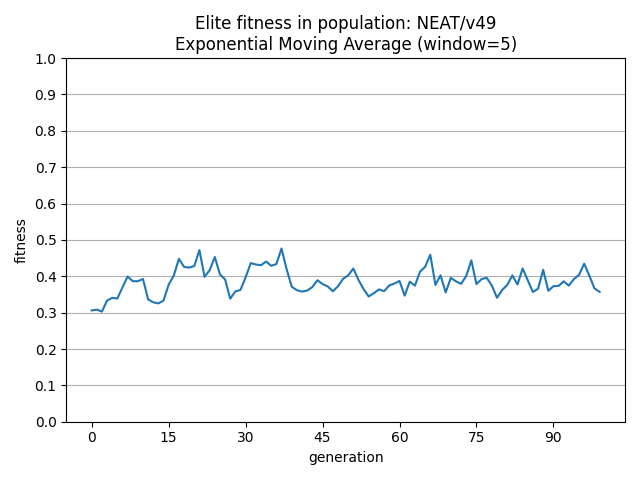 Elite fitness in population: NEAT/v49
Exponential Moving Average (window=5)
1.0
0.9
0.8
0.7
0.6
0.5
0.4
0.3
0.2
0.1
0.0
fitness
0 15 30 45 60 75 90
generation